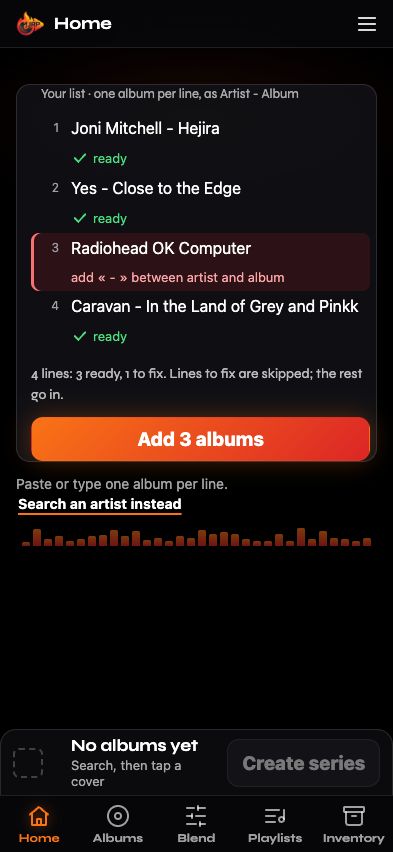 Home
Your list · one album per line, as Artist - Album
1 Joni Mitchell - Hejira
ready
2 Yes - Close to the Edge
ready
3 Radiohead OK Computer
add « - » between artist and album
4 Caravan - In the Land of Grey and Pinkk
ready
4 lines: 3 ready, 1 to fix. Lines to fix are skipped; the rest
go in.
Add 3 albums
Paste or type one album per line.
Search an artist instead
No albums yet
Search, then tap a
cover
Create series
Home Albums Blend Playlists Inventory